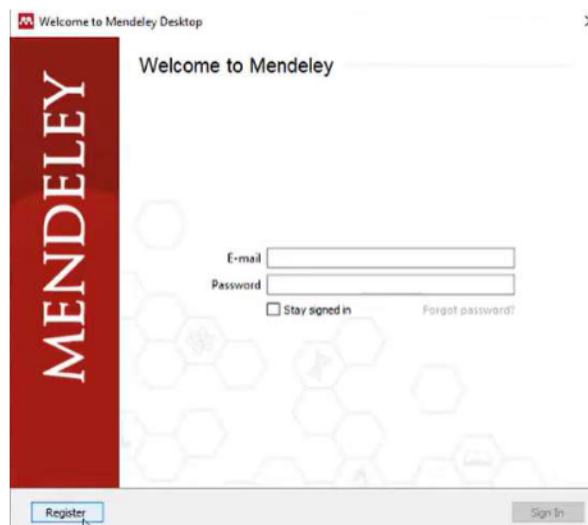 Welcome to Mendeley Desktop
MENDELEY
Welcome to Mendeley
E-mail
Password
Stay signed in
Forgot password?
Register
Sign In